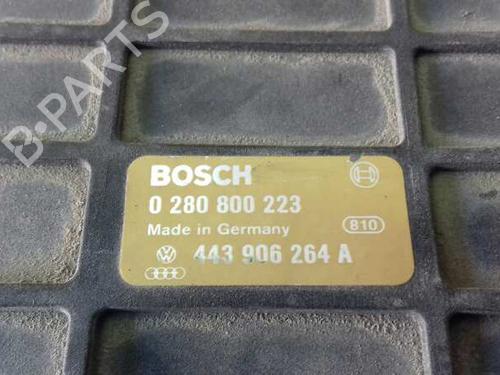 B-PARTS
BOSCH
0 280 800 223
Made in Germany
810
443 906 264 A